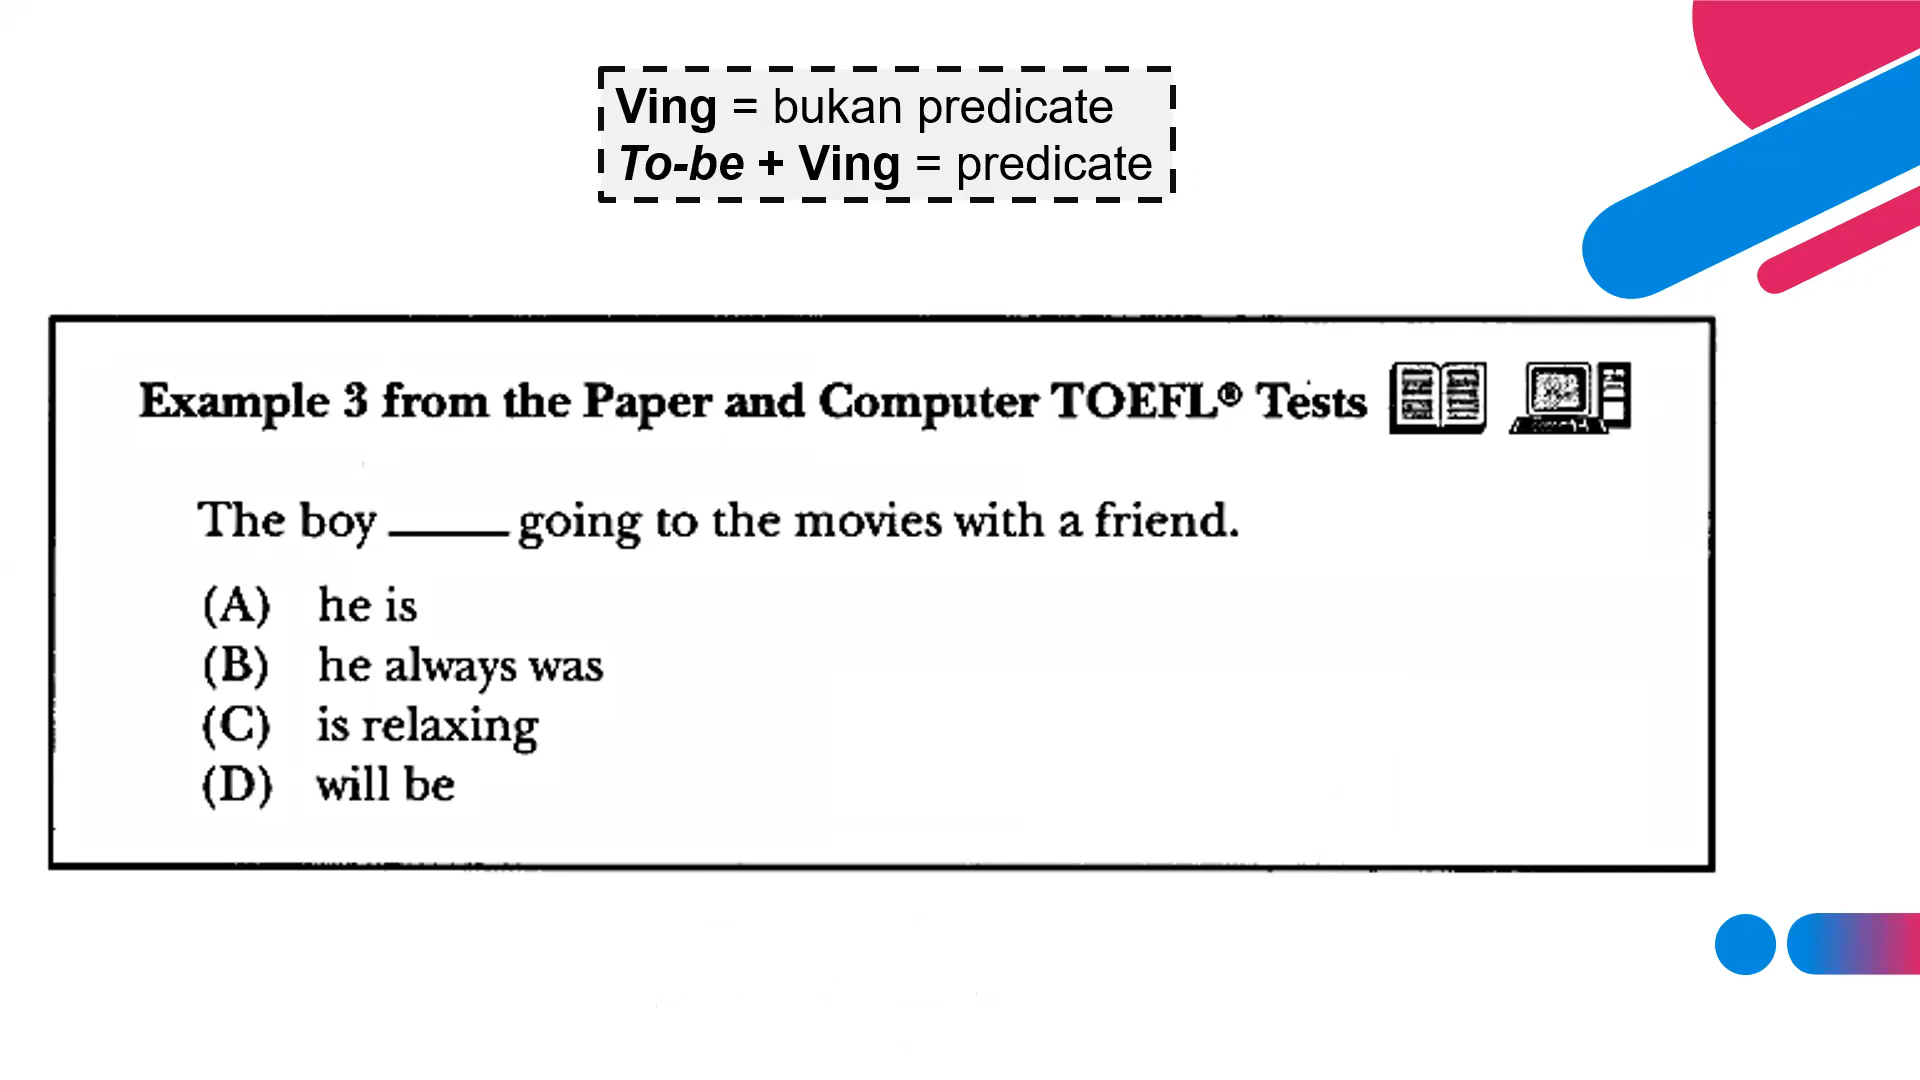 Ving = bukan predicate
To-be + Ving = predicate
Example 3 from the Paper and Computer TOEFL® Tests
The boy _____ going to the movies with a friend.
(A) he is
(B) he always was
(C) is relaxing
(D) will be